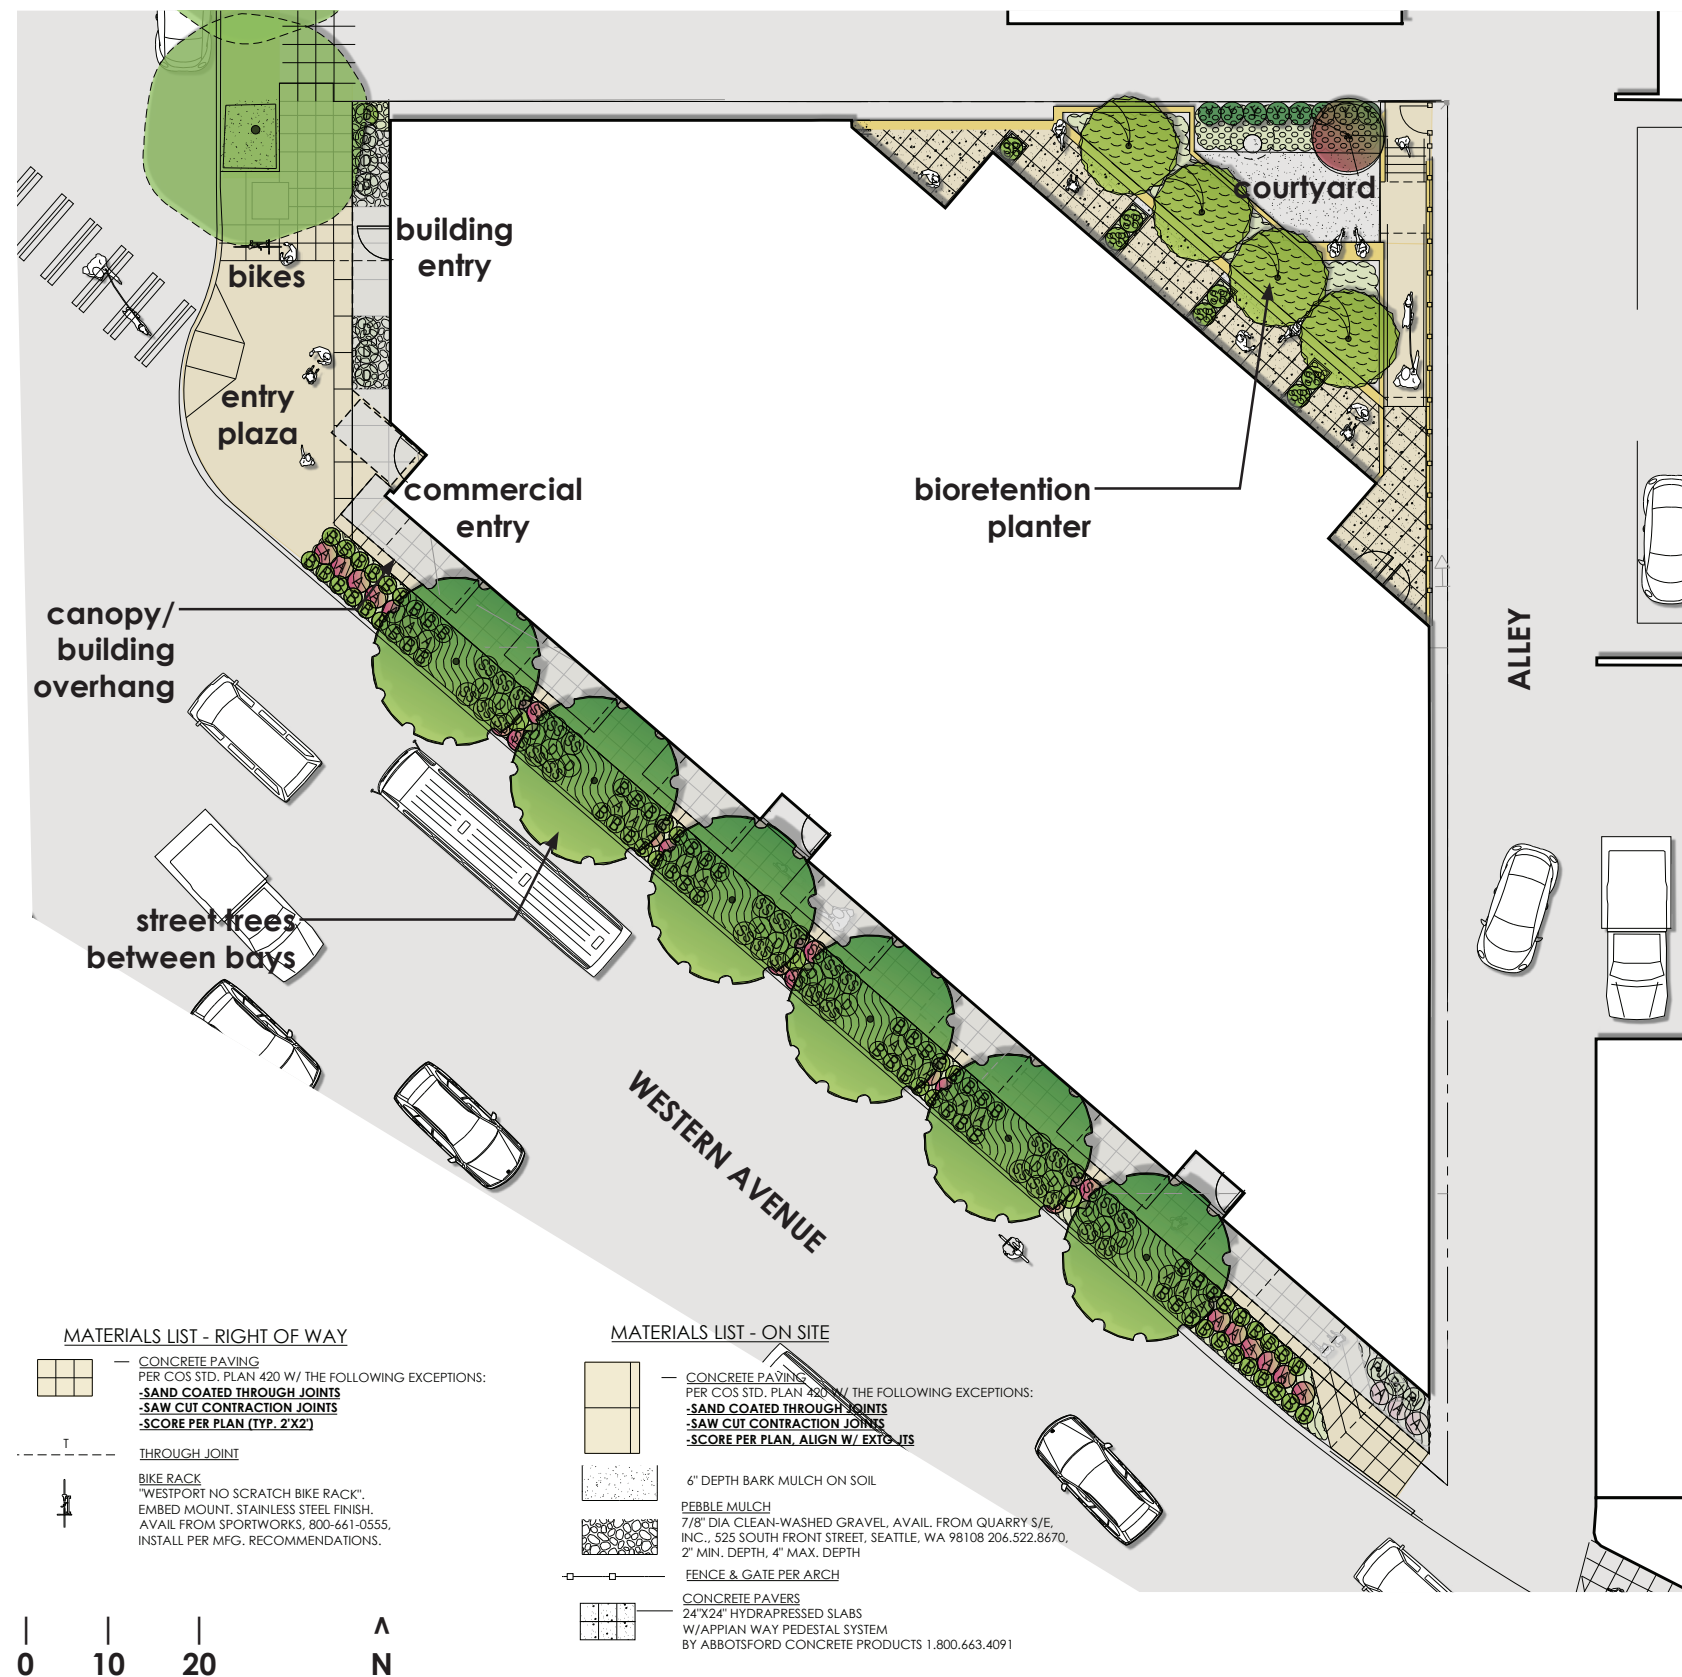 building
entry
courtyard
bikes
entry
plaza
commercial
entry
bioretention
planter
canopy/
building
overhang
ALLEY
street trees
between bays
WESTERN AVENUE
MATERIALS LIST - RIGHT OF WAY
CONCRETE PAVING
PER COS STD. PLAN 420 W/ THE FOLLOWING EXCEPTIONS:
-SAND COATED THROUGH JOINTS
-SAW CUT CONTRACTION JOINTS
-SCORE PER PLAN (TYP. 2'X2')
T
THROUGH JOINT
BIKE RACK
"WESTPORT NO SCRATCH BIKE RACK".
EMBED MOUNT. STAINLESS STEEL FINISH.
AVAIL FROM SPORTWORKS, 800-661-0555,
INSTALL PER MFG. RECOMMENDATIONS.
MATERIALS LIST - ON SITE
CONCRETE PAVING
PER COS STD. PLAN 420 W/ THE FOLLOWING EXCEPTIONS:
-SAND COATED THROUGH JOINTS
-SAW CUT CONTRACTION JOINTS
-SCORE PER PLAN, ALIGN W/ EXTG JTS
6" DEPTH BARK MULCH ON SOIL
PEBBLE MULCH
7/8" DIA CLEAN-WASHED GRAVEL, AVAIL. FROM QUARRY S/E,
INC., 525 SOUTH FRONT STREET, SEATTLE, WA 98108 206.522.8670,
2" MIN. DEPTH, 4" MAX. DEPTH
FENCE & GATE PER ARCH
CONCRETE PAVERS
24"X24" HYDRAPRESSED SLABS
W/APPIAN WAY PEDESTAL SYSTEM
BY ABBOTSFORD CONCRETE PRODUCTS 1.800.663.4091
0 10 20 N